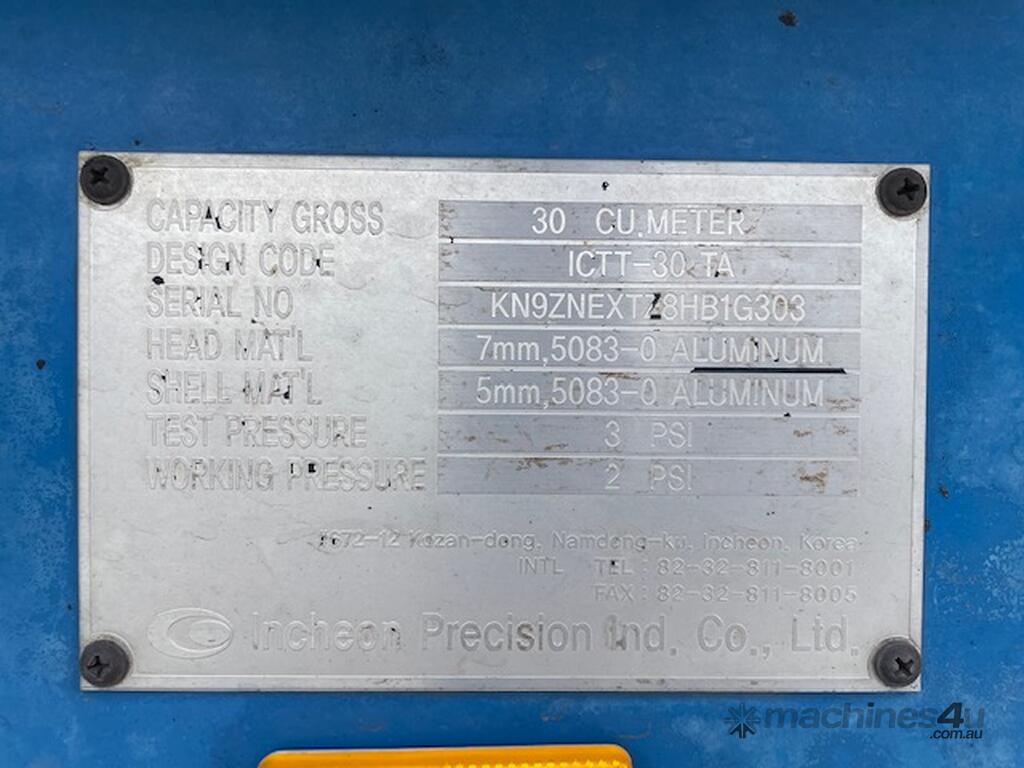 CAPACITY GROSS 30 CU.METER
DESIGN CODE ICTT-30 TA
SERIAL NO KN9ZNEXTZ8HB1G303
HEAD MAT'L 7mm,5083-0 ALUMINUM
SHELL MAT'L 5mm,5083-0 ALUMINUM
TEST PRESSURE 3 PSI
WORKING PRESSURE 2 PSI
Kozan-dong, Namdong-ku, Incheon, Korea
INTL TEL : 82-32-811-8001
FAX : 82-32-811-8005
Incheon Precision Ind. Co., Ltd.
machines4u
.com.au